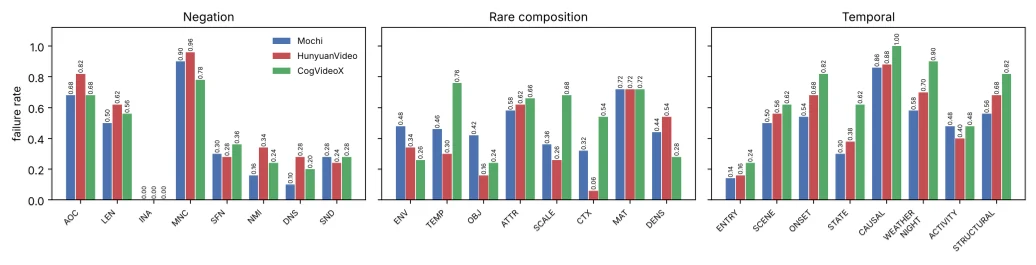 Negation
Rare composition
Temporal
failure rate
1.0
0.8
0.6
0.4
0.2
0.0
Mochi
HunyuanVideo
CogVideoX
0.68 0.82 0.68
0.50 0.62 0.56
0.00 0.00 0.00
0.90 0.96 0.78
0.30 0.28 0.36
0.16 0.34 0.24
0.10 0.28 0.20
0.28 0.24 0.28
AOC LEN INA MNC SFN NMI DNS SND
0.48 0.34 0.26
0.46 0.30 0.76
0.42 0.16 0.24
0.58 0.62 0.66
0.36 0.26 0.68
0.32 0.06 0.54
0.72 0.72 0.72
0.44 0.54 0.28
ENV TEMP OBJ ATTR SCALE CTX MAT DENS
0.14 0.16 0.24
0.50 0.56 0.62
0.54 0.68 0.82
0.30 0.38 0.62
0.86 0.88 1.00
0.58 0.70 0.90
0.48 0.40 0.48
0.56 0.68 0.82
ENTRY SCENE ONSET STATE CAUSAL WEATHER
NIGHT ACTIVITY STRUCTURAL